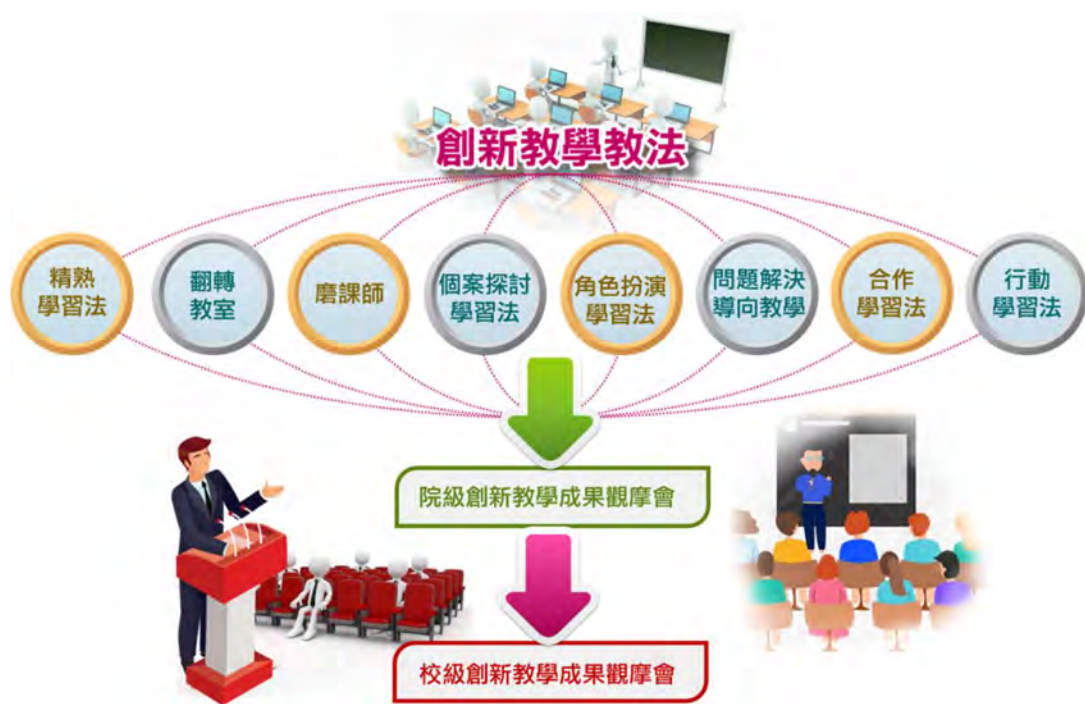 創新教學教法
精熟
學習法
翻轉
教室
磨課師
個案探討
學習法
角色扮演
學習法
問題解決
導向教學
合作
學習法
行動
學習法
院級創新教學成果觀摩會
校級創新教學成果觀摩會